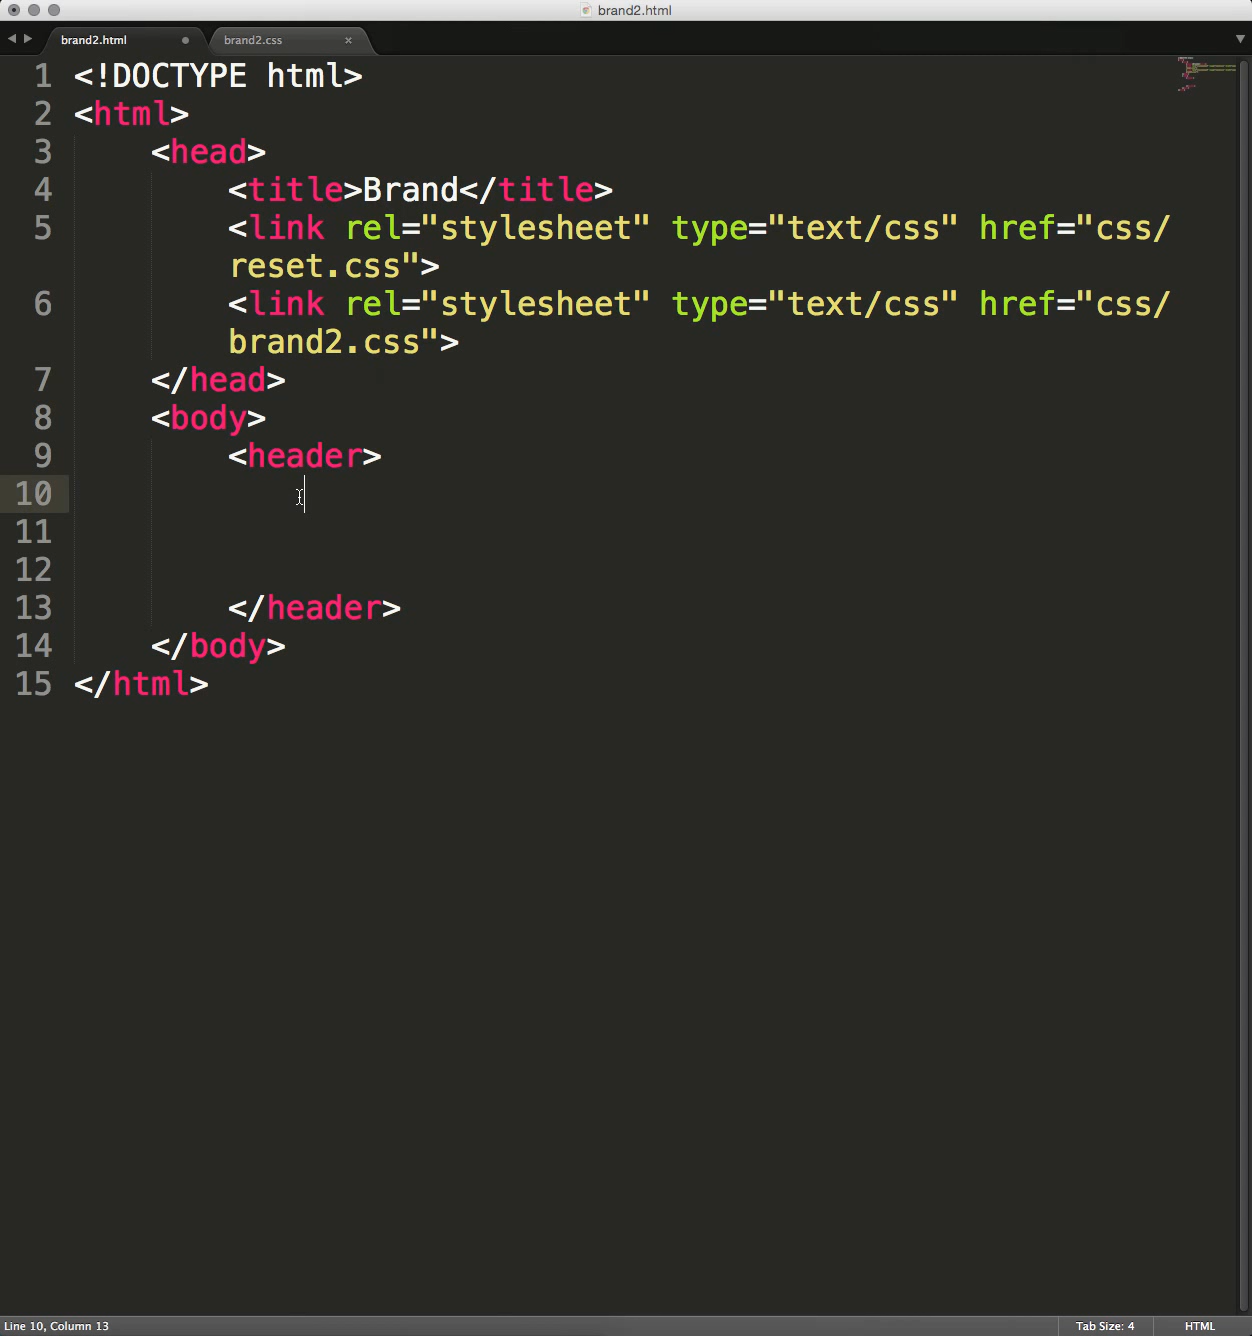 brand2.html
brand2.html
brand2.css
1 <!DOCTYPE html>
2 <html>
3 <head>
4 <title>Brand</title>
5 <link rel="stylesheet" type="text/css" href="css/
reset.css">
6 <link rel="stylesheet" type="text/css" href="css/
brand2.css">
7 </head>
8 <body>
9 <header>
10
11
12
13 </header>
14 </body>
15 </html>
Line 10, Column 13
Tab Size: 4
HTML